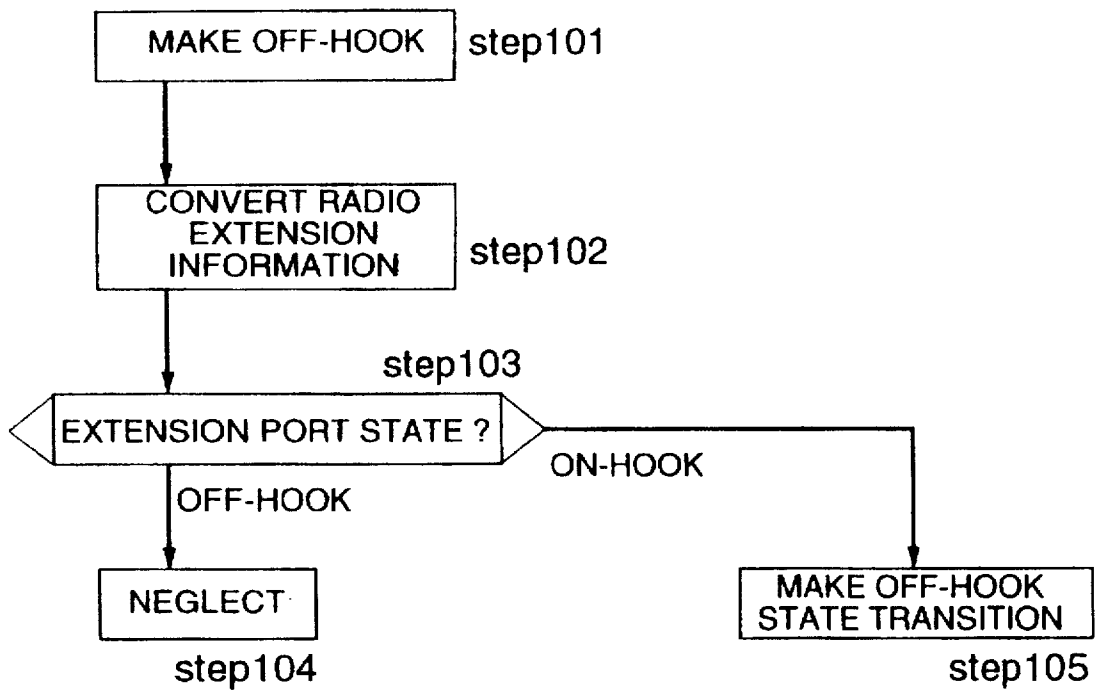 MAKE OFF-HOOK step101
CONVERT RADIO
EXTENSION
INFORMATION
step102
step103
EXTENSION PORT STATE ?
ON-HOOK
OFF-HOOK
NEGLECT
MAKE OFF-HOOK
STATE TRANSITION
step104
step105